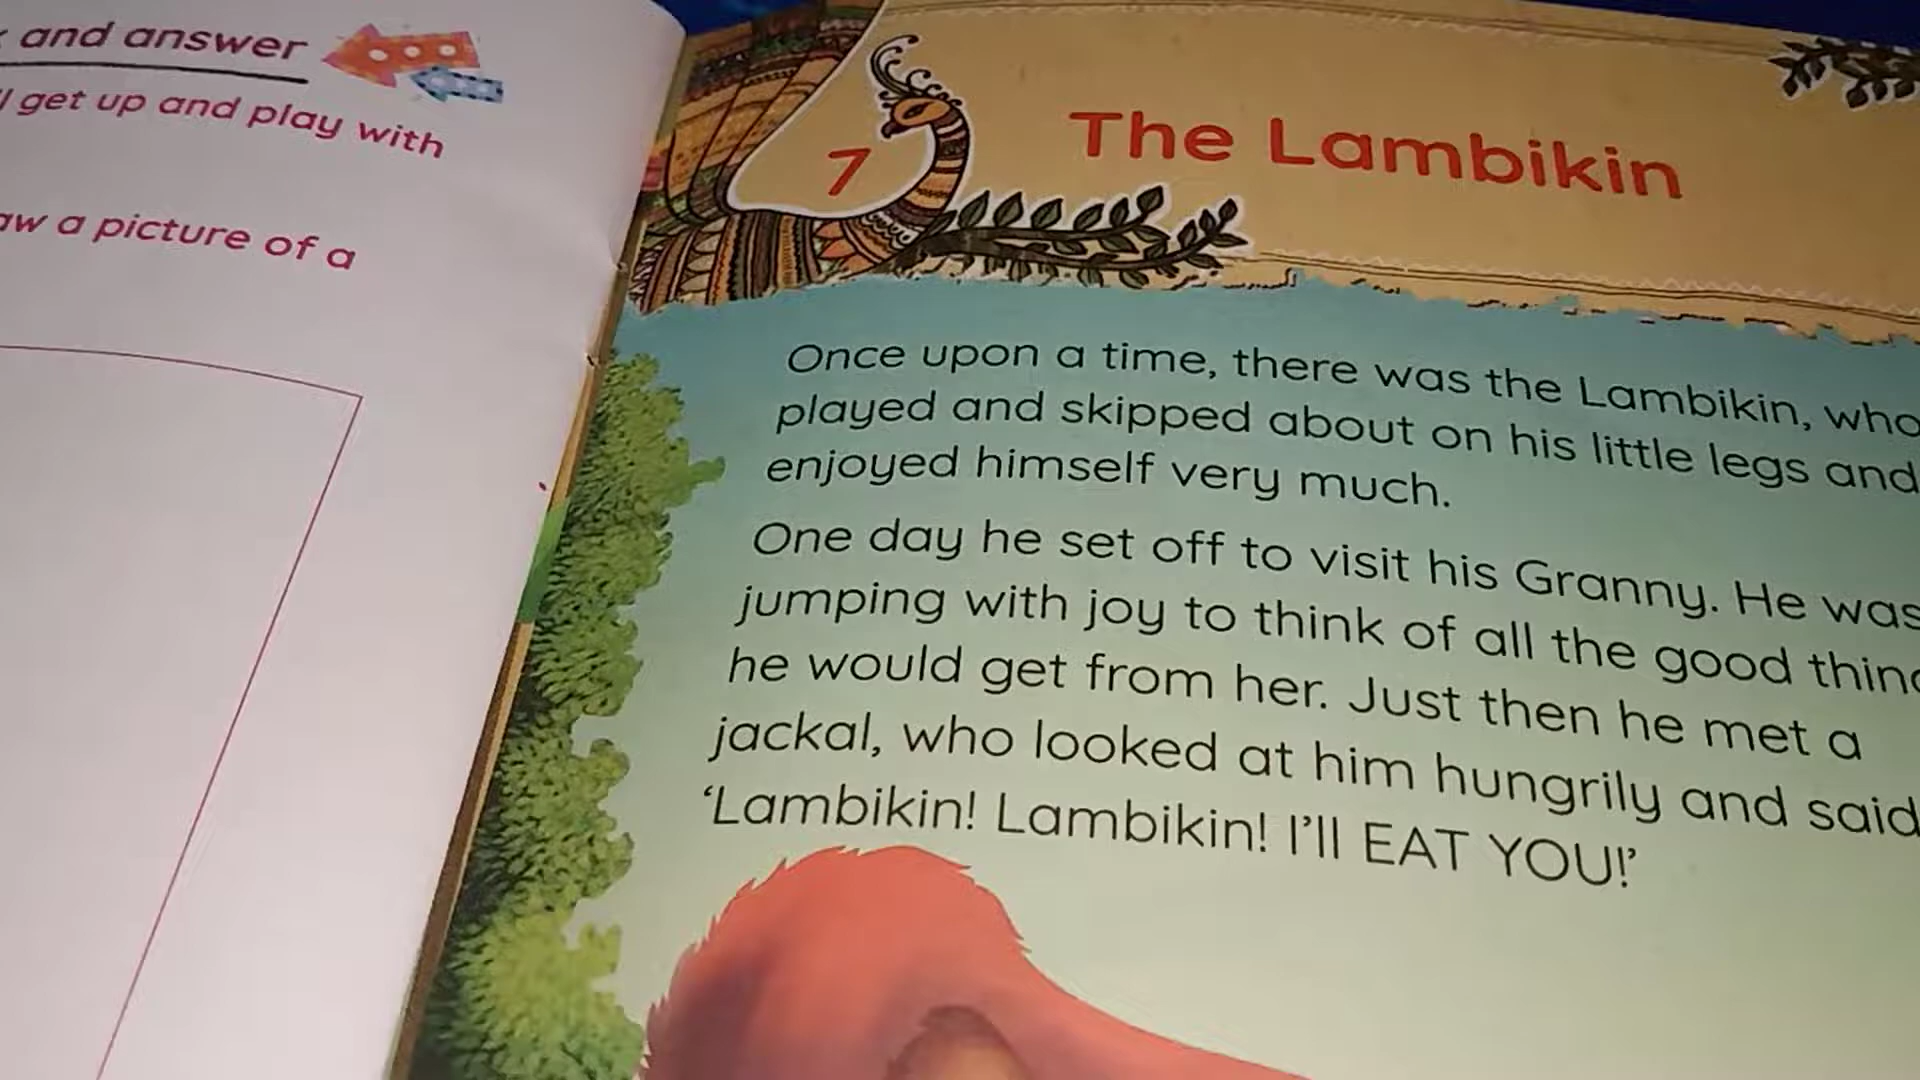 and answer
get up and play with
a picture of a
7
The Lambikin
Once upon a time, there was the Lambikin, who
played and skipped about on his little legs and
enjoyed himself very much.
One day he set off to visit his Granny. He was
jumping with joy to think of all the good
he would get from her. Just then he met a
jackal, who looked at him hungrily and said
‘Lambikin! Lambikin! I’ll EAT YOU!’